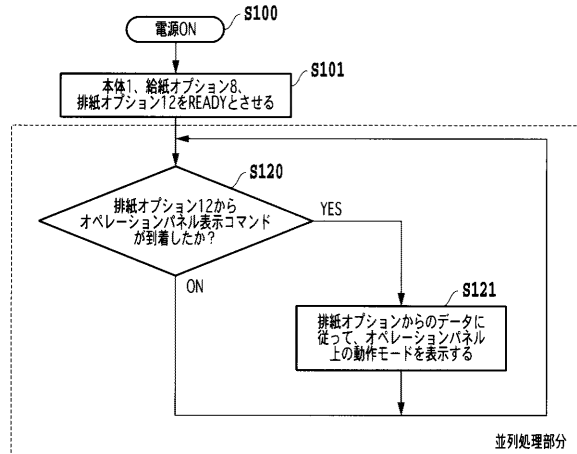 電源ON
S100
S101
本体1、給紙オプション8、
排紙オプション12をREADYとさせる
S120
排紙オプション12から
オペレーションパネル表示コマンド
が到着したか?
YES
ON
S121
排紙オプションからのデータに
従って、オペレーションパネル
上の動作モードを表示する
並列処理部分